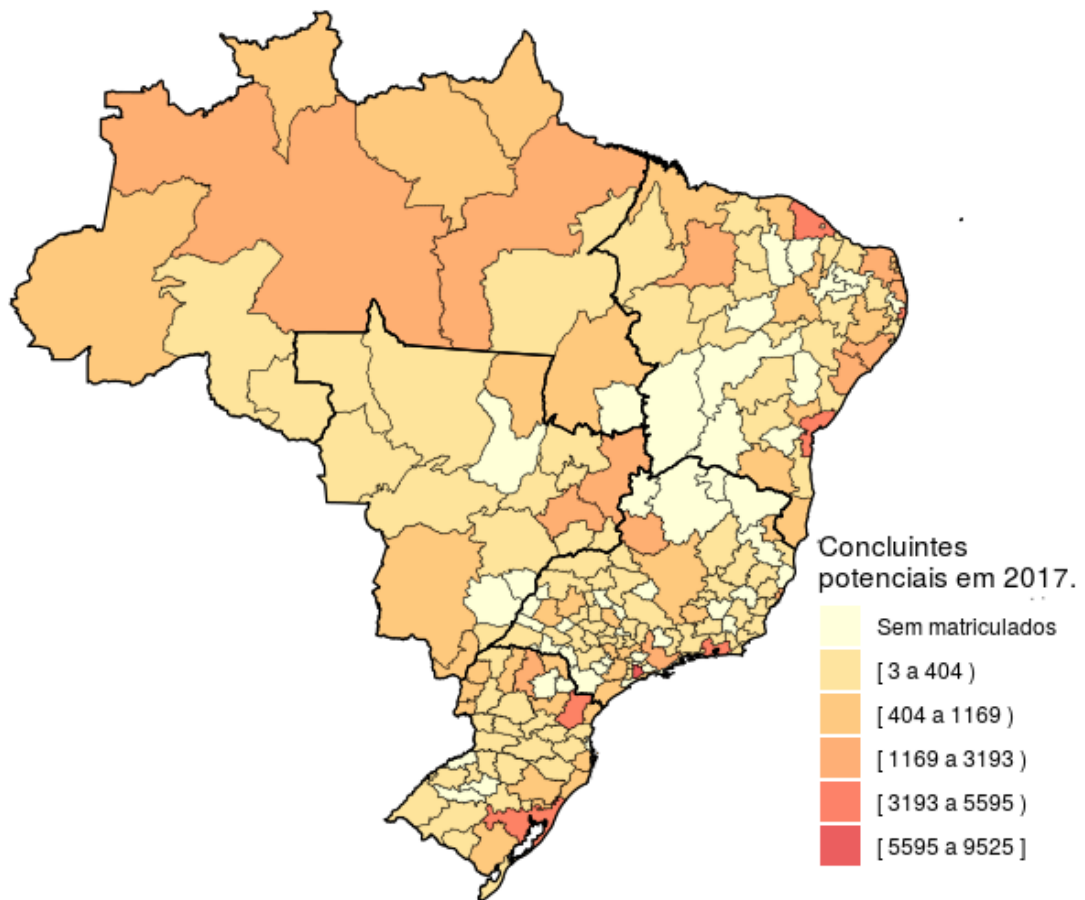 Concluintes
potenciais em 2017.
Sem matriculados
[ 3 a 404 )
[ 404 a 1169 )
[ 1169 a 3193 )
[ 3193 a 5595 )
[ 5595 a 9525 ]